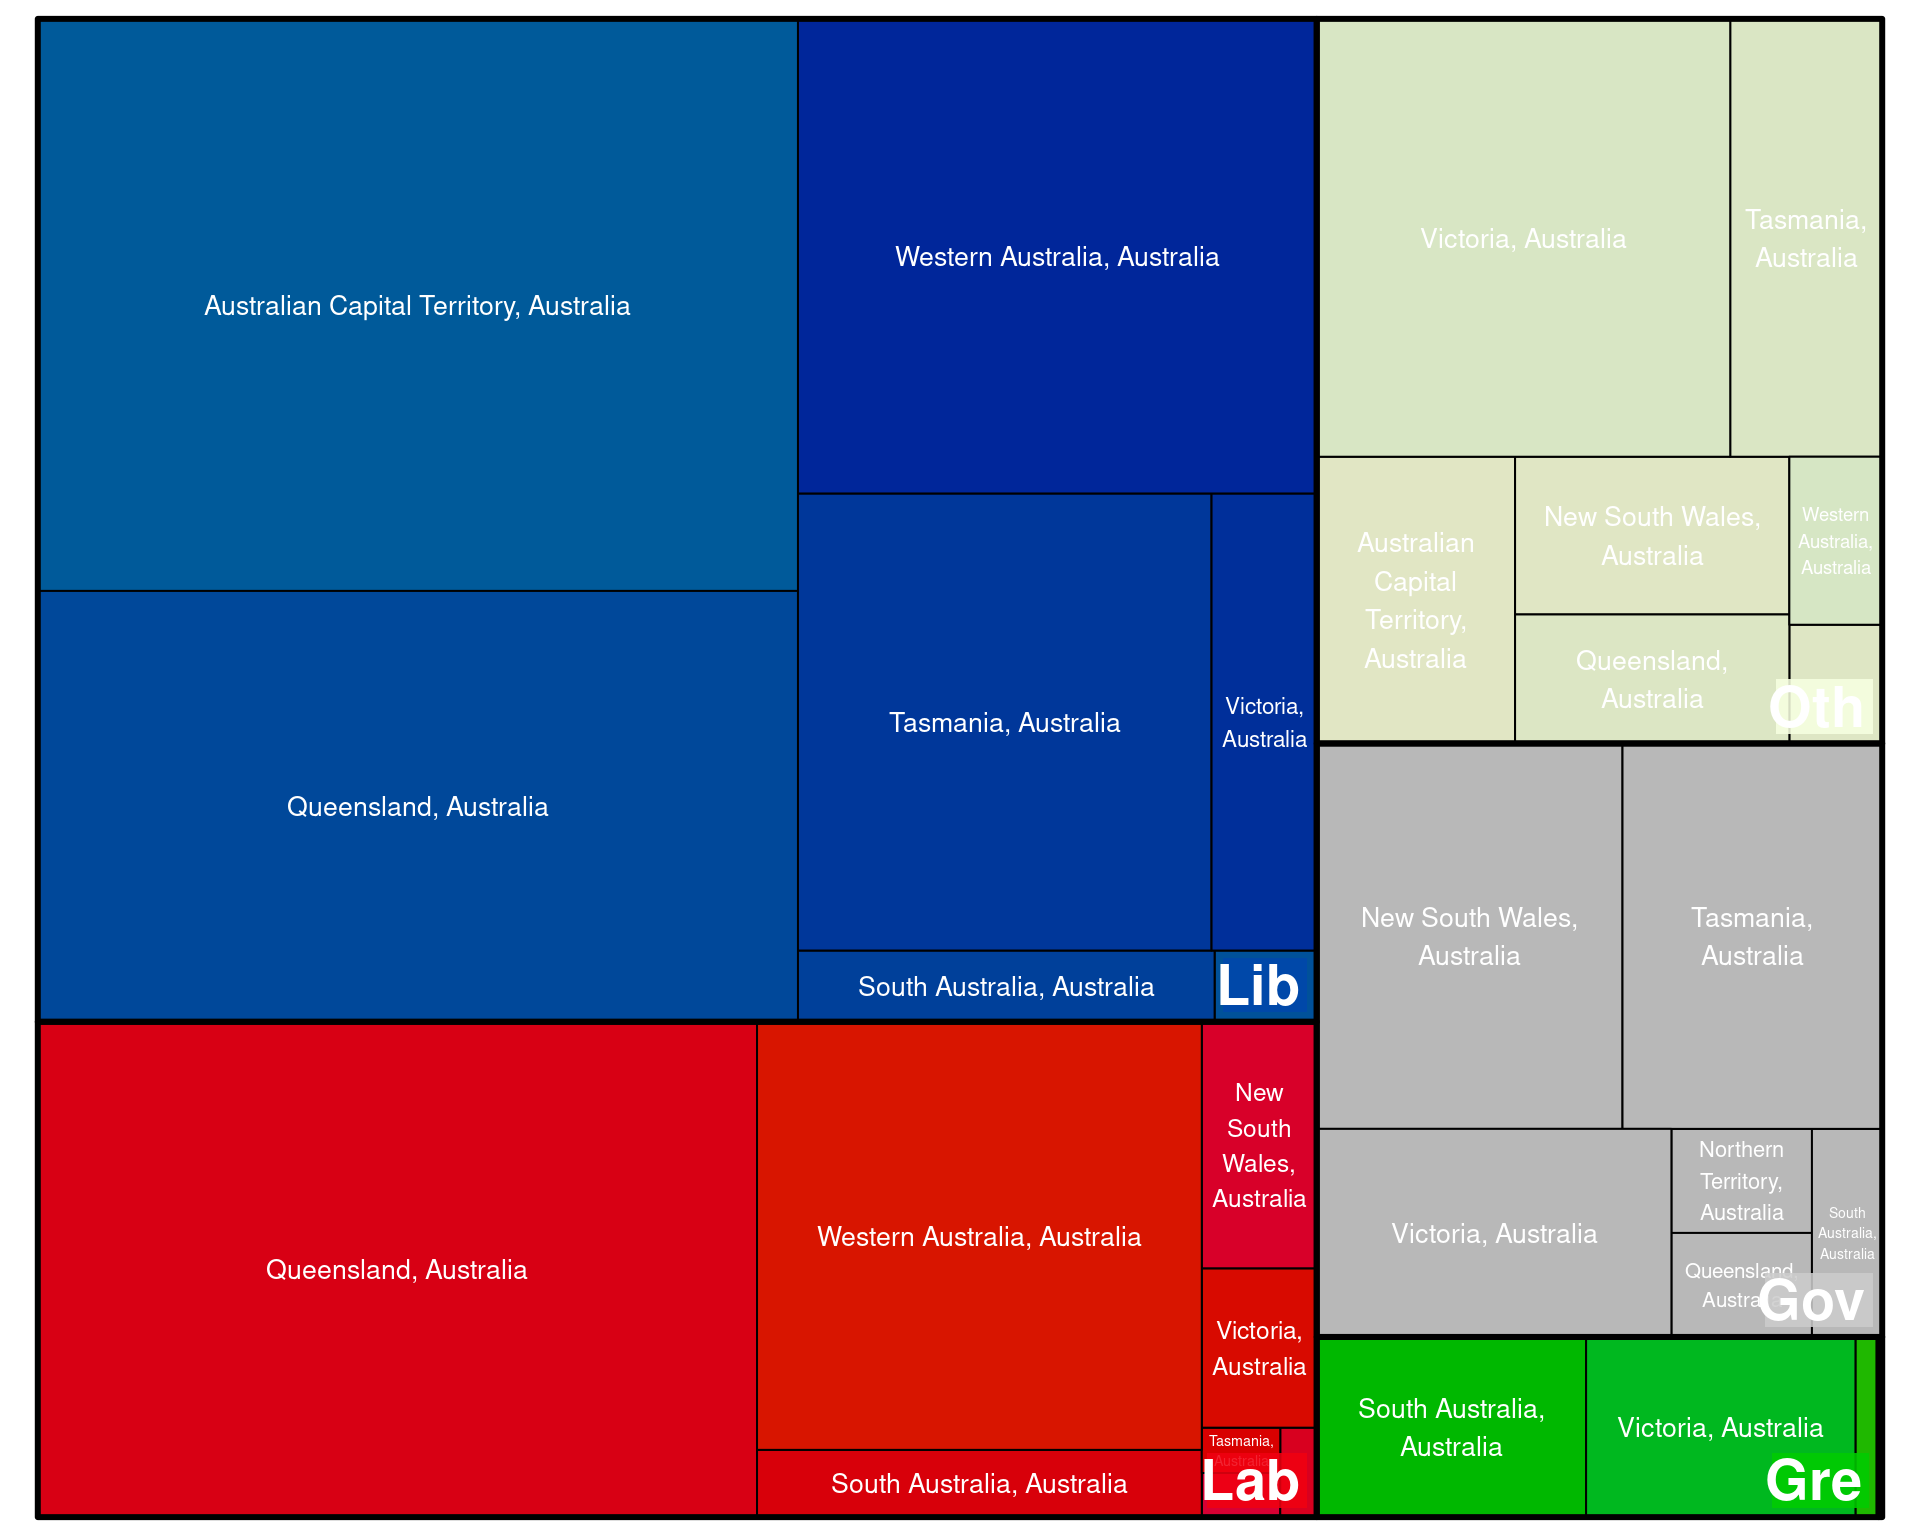 Australian Capital Territory, Australia
Queensland, Australia
Western Australia, Australia
Tasmania, Australia
Victoria,
Australia
South Australia, Australia
Lib
Queensland, Australia
Western Australia, Australia
South Australia, Australia
New
South
Wales,
Australia
Victoria,
Australia
Tasmania,
Australia
Lab
Victoria, Australia
Tasmania,
Australia
Australian
Capital
Territory,
Australia
New South Wales,
Australia
Queensland,
Australia
Western
Australia,
Australia
Oth
New South Wales,
Australia
Tasmania,
Australia
Victoria, Australia
Northern
Territory,
Australia
Queensland,
Australia
South
Australia,
Australia
Gov
South Australia,
Australia
Victoria, Australia
Gre